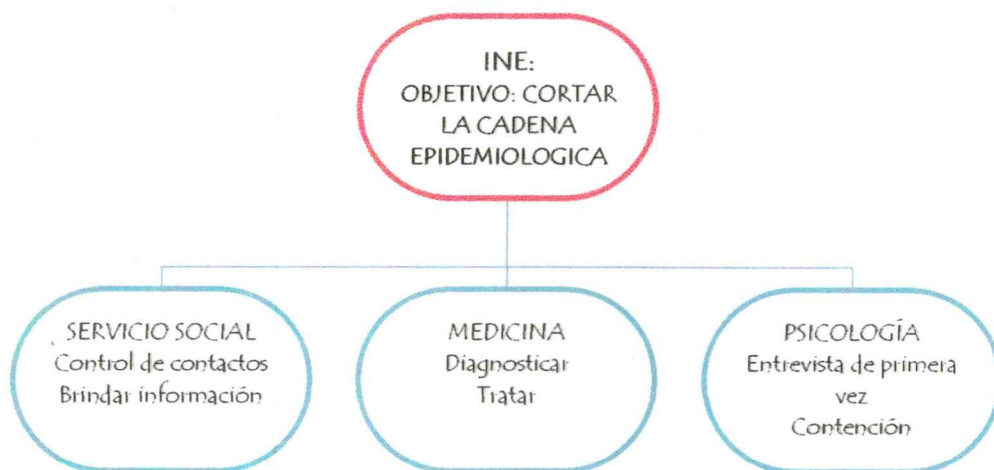 INE:
OBJETIVO: CORTAR
LA CADENA
EPIDEMIOLOGICA
SERVICIO SOCIAL
Control de contactos
Brindar información
MEDICINA
Diagnosticar
Tratar
PSICOLOGÍA
Entrevista de primera
vez
Contención